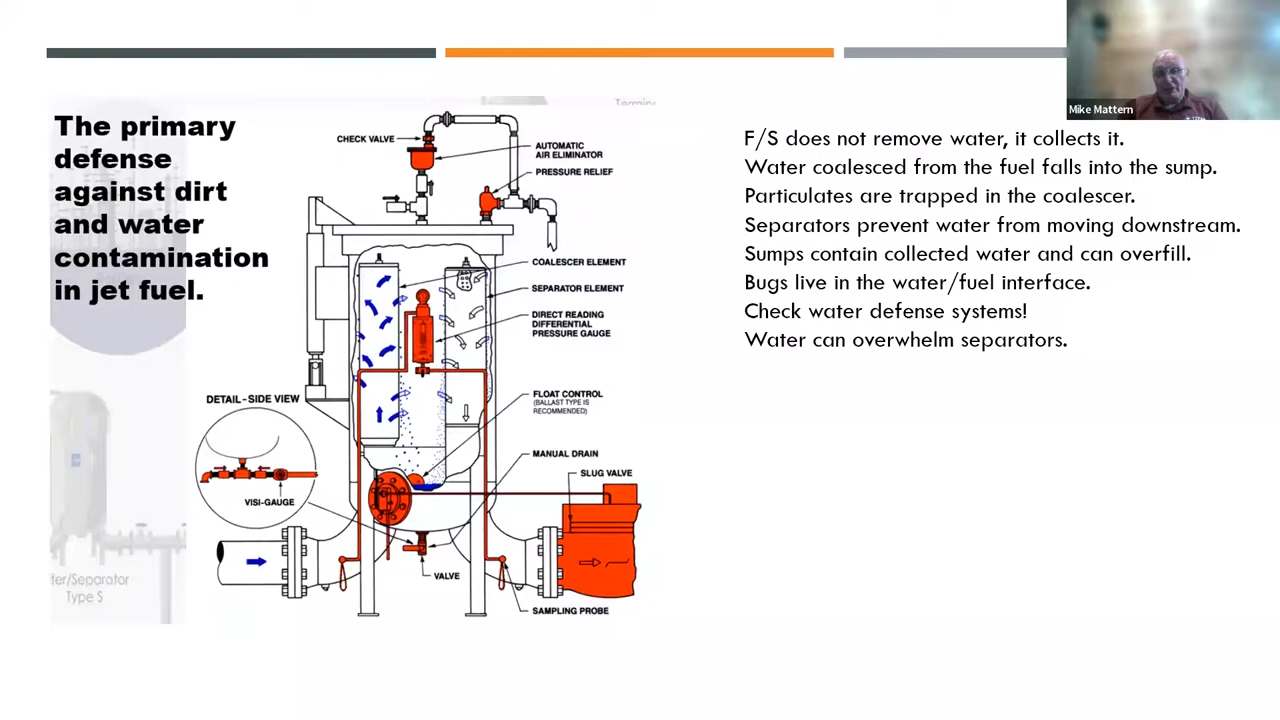 Mike Mattern
The primary
defense
against dirt
and water
contamination
in jet fuel.
CHECK VALVE
AUTOMATIC
AIR ELIMINATOR
PRESSURE RELIEF
COALESCER ELEMENT
SEPARATOR ELEMENT
DIRECT READING
DIFFERENTIAL
PRESSURE GAUGE
DETAIL-SIDE VIEW
FLOAT CONTROL
(BALLAST TYPE IS
RECOMMENDED)
MANUAL DRAIN
SLUG VALVE
VISI-GAUGE
VALVE
SAMPLING PROBE
ter/Separator
Type S
F/S does not remove water, it collects it.
Water coalesced from the fuel falls into the sump.
Particulates are trapped in the coalescer.
Separators prevent water from moving downstream.
Sumps contain collected water and can overfill.
Bugs live in the water/fuel interface.
Check water defense systems!
Water can overwhelm separators.